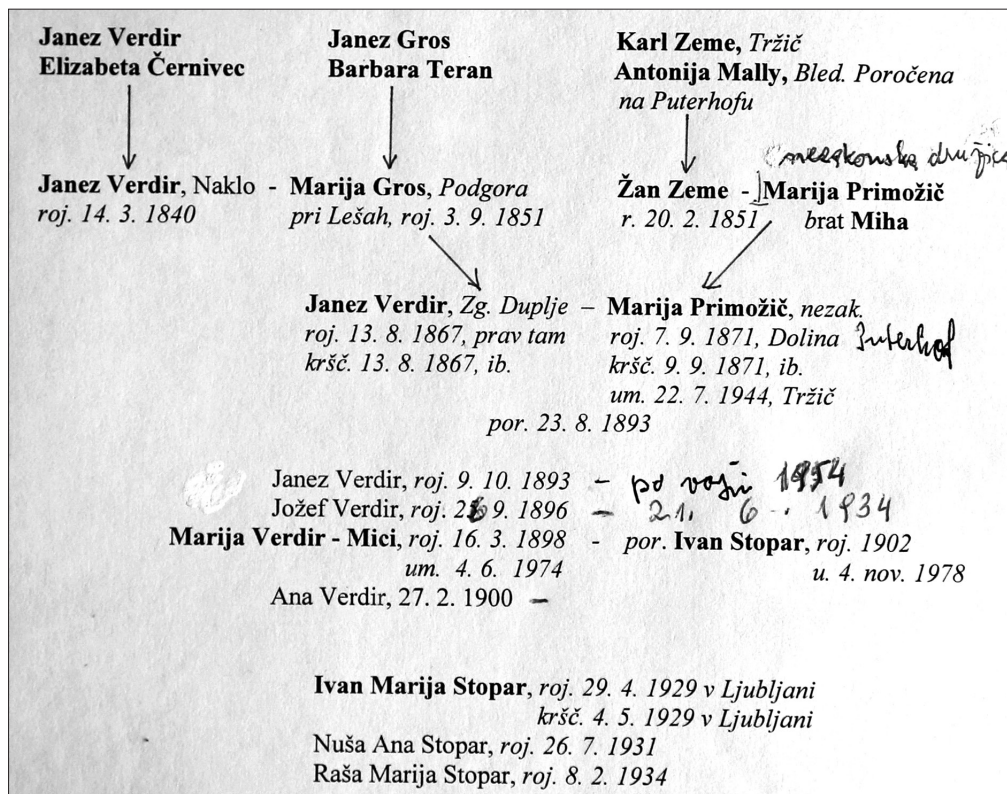 Janez Verdir
Elizabeta Černivec
Janez Gros
Barbara Teran
Karl Zeme, Tržič
Antonija Mally, Bled. Poročena
na Puterhofu
nezakonska družica
Janez Verdir, Naklo - Marija Gros, Podgora
roj. 14. 3. 1840
pri Lešah, roj. 3. 9. 1851
Žan Zeme - Marija Primožič
r. 20. 2. 1851 brat Miha
Janez Verdir, Zg. Duplje – Marija Primožič, nezak.
roj. 13. 8. 1867, prav tam
kršč. 13. 8. 1867, ib.
roj. 7. 9. 1871, Dolina
kršč. 9. 9. 1871, ib.
um. 22. 7. 1944, Tržič
por. 23. 8. 1893
Janez Verdir, roj. 9. 10. 1893 – po vojni 1954
Jožef Verdir, roj. 9. 1896 – 21. 6. 1934
Marija Verdir - Mici, roj. 16. 3. 1898 - por. Ivan Stopar, roj. 1902
um. 4. 6. 1974 u. 4. nov. 1978
Ana Verdir, 27. 2. 1900 –
Ivan Marija Stopar, roj. 29. 4. 1929 v Ljubljani
kršč. 4. 5. 1929 v Ljubljani
Nuša Ana Stopar, roj. 26. 7. 1931
Raša Marija Stopar, roj. 8. 2. 1934